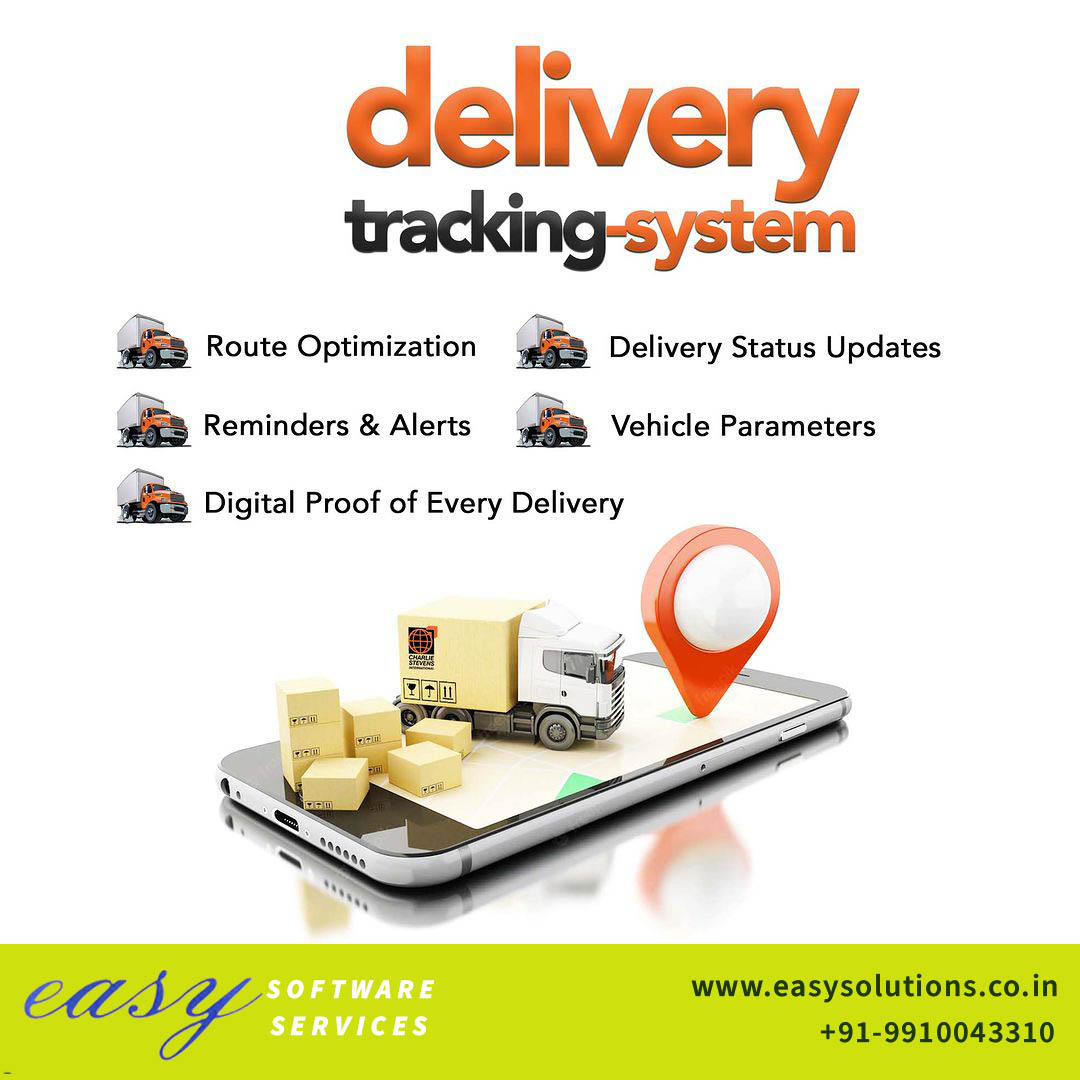 delivery
tracking-system
Route Optimization
Delivery Status Updates
Reminders & Alerts
Vehicle Parameters
Digital Proof of Every Delivery
CHARLIE
STEVENS
INTERNATIONAL
easy SOFTWARE
SERVICES
www.easysolutions.co.in
+91-9910043310